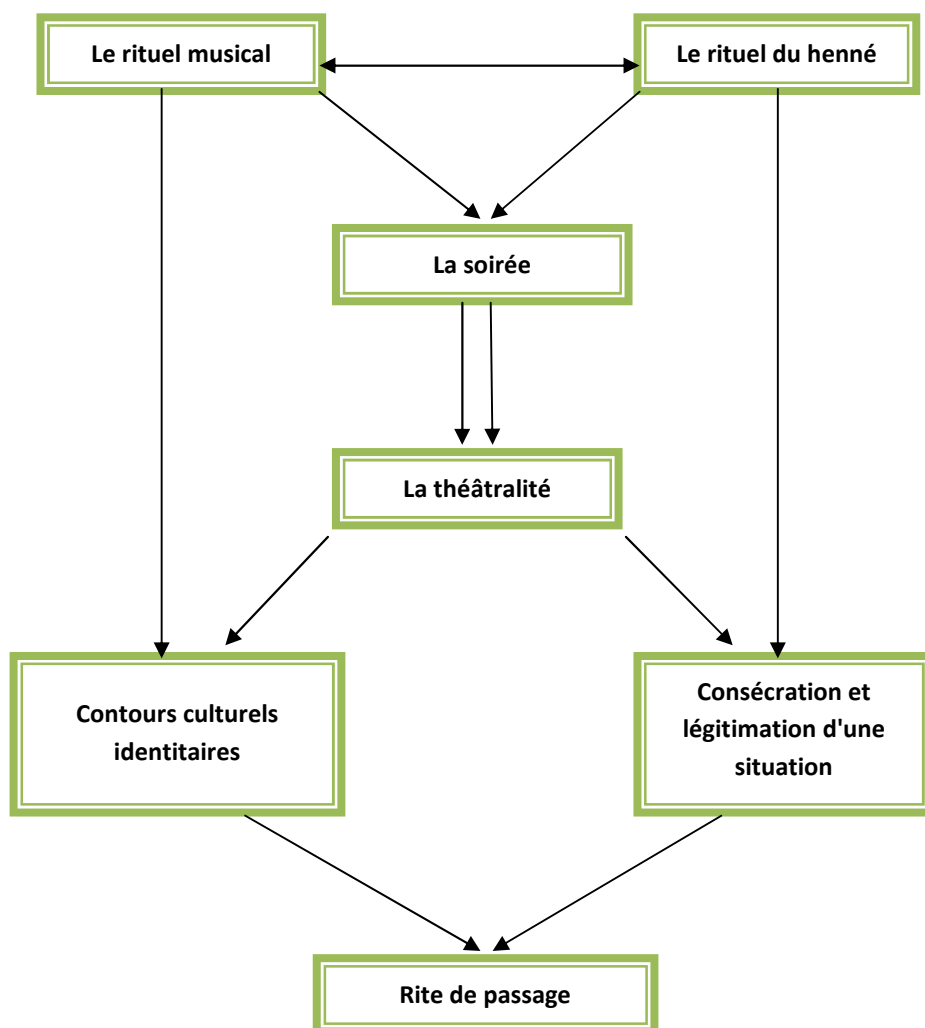 Le rituel musical
Le rituel du henné
La soirée
La théâtralité
Contours culturels
identitaires
Consécration et
légitimation d'une
situation
Rite de passage